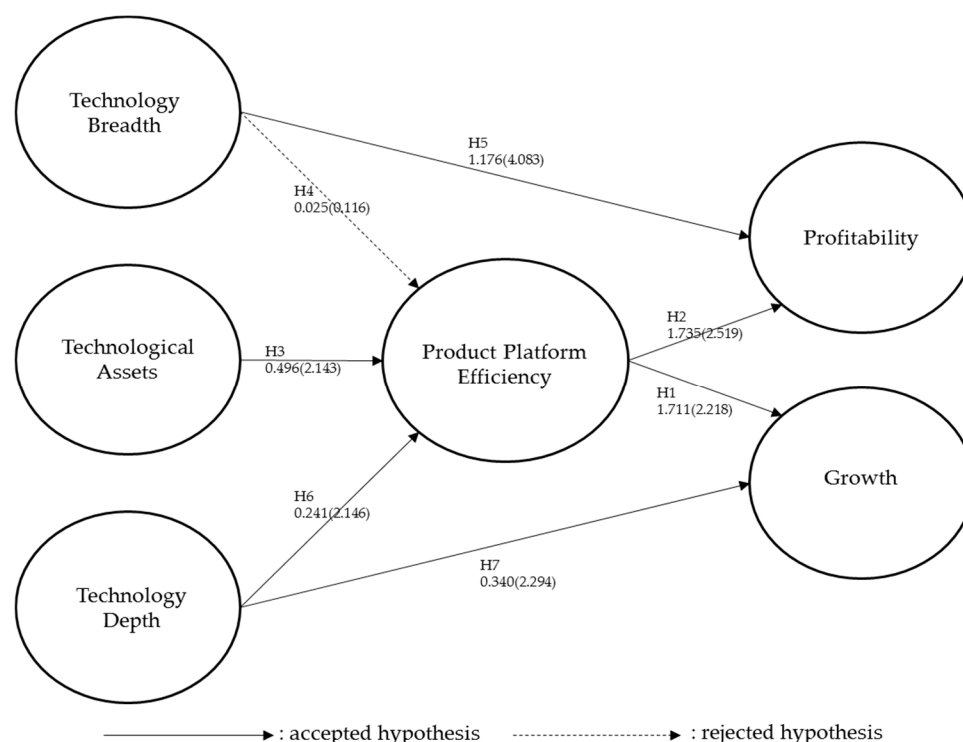 Technology
Breadth
H5
1.176(4.083)
H4
0.025(0.116)
Profitability
Technological
Assets
H3
0.496(2.143)
Product Platform
Efficiency
H2
1.735(2.519)
H1
1.711(2.218)
Growth
H6
0.241(2.146)
H7
0.340(2.294)
Technology
Depth
: accepted hypothesis
: rejected hypothesis